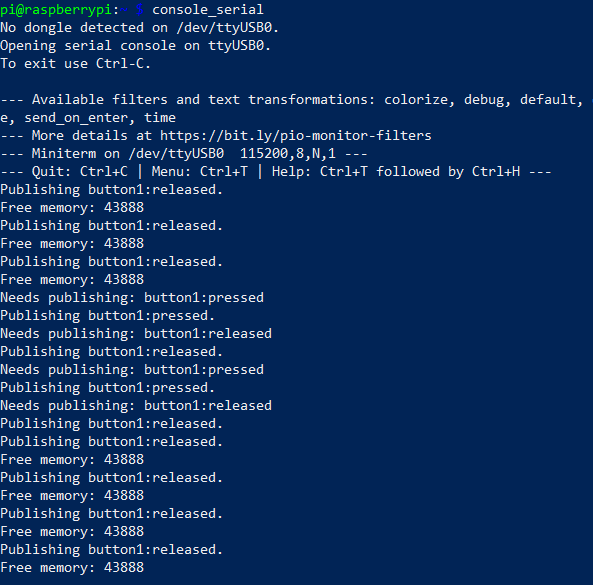 pi@raspberrypi:~ $ console_serial
No dongle detected on /dev/ttyUSB0.
Opening serial console on ttyUSB0.
To exit use Ctrl-C.

--- Available filters and text transformations: colorize, debug, default,
e, send_on_enter, time
--- More details at https://bit.ly/pio-monitor-filters
--- Miniterm on /dev/ttyUSB0  115200,8,N,1 ---
--- Quit: Ctrl+C | Menu: Ctrl+T | Help: Ctrl+T followed by Ctrl+H ---
Publishing button1:released.
Free memory: 43888
Publishing button1:released.
Free memory: 43888
Publishing button1:released.
Free memory: 43888
Needs publishing: button1:pressed
Publishing button1:pressed.
Needs publishing: button1:released
Publishing button1:released.
Needs publishing: button1:pressed
Publishing button1:pressed.
Needs publishing: button1:released
Publishing button1:released.
Publishing button1:released.
Free memory: 43888
Publishing button1:released.
Free memory: 43888
Publishing button1:released.
Free memory: 43888
Publishing button1:released.
Free memory: 43888